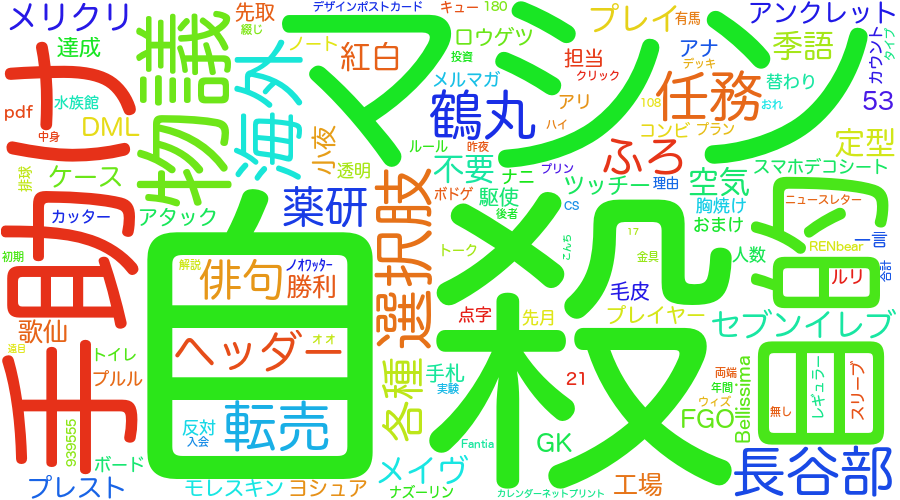 メリクリ
先取
デザインポストカード
キュー
180
プレイ
有馬
アンクレット
達成
綴じ
ノート
ロウゲツ
アナ
季語
カウント
タイプ
手助け
物議
海外
マシン
紅白
投資
担当
デッキ
クリック
替わり
pdf
水族館
メルマガ
鶴丸
アリ
任務
108
おれ
53
中身
DML
小夜
ルール
昨夜
ハイ
コンビ
プラン
定型
排球
ケース
透明
不要
ナニ
プリン
ふろ
スマホデコシート
カッター
アタック
薬研
選択肢
ボドゲ
駆使
ツッチー
理由
空気
ニュースレター
初期
後者
CS
胸焼け
おまけ
目的
一言
解説
ノオワッター
トーク
こんち
17
金具
人数
RENbear
合計
自殺
俳句
勝利
毛皮
ルリ
歌仙
ヘッダー
オオ
点字
先月
プレイヤー
セブンイレブ
週目
トイレ
プルル
各種
手札
実験
21
両端
年間
ウィズ
Bellissima
レギュラー
スリーブ
無し
939555
反対
入会
転売
Fantia
GK
FGO
ボード
プレスト
モレスキン
ヨシュア
メイヴ
ナズーリン
カレンダーネットプリント
工場
長谷部